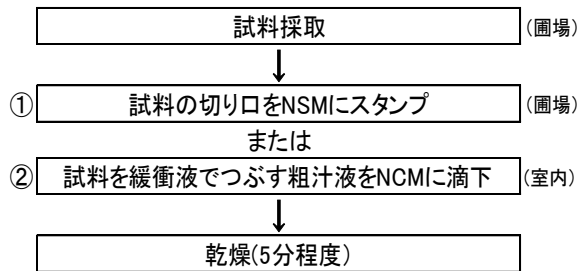 試料採取 (圃場)
① 試料の切り口をNSMにスタンプ (圃場)
または
② 試料を緩衝液でつぶす粗汁液をNCMに滴下 (室内)
乾燥(5分程度)